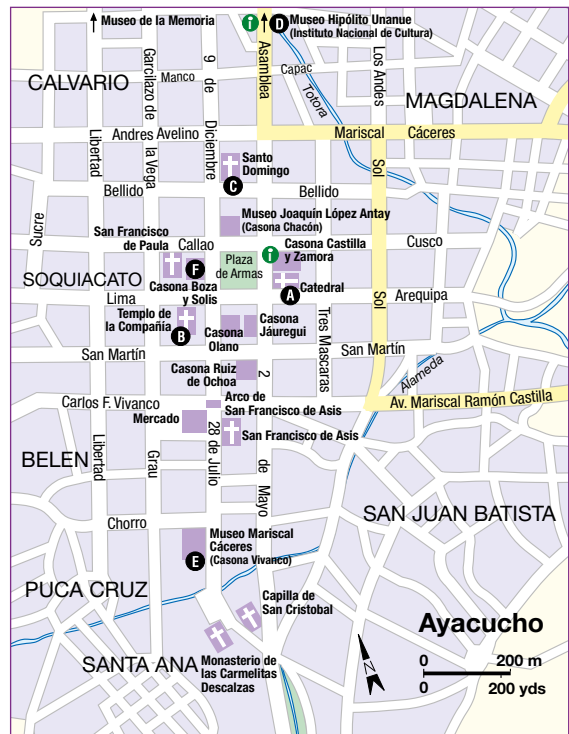 Museo de la Memoria
i
D
Museo Hipólito Unanue
(Instituto Nacional de Cultura)
Garcilazo de
la Vega
9 de
Diciembre
Asamblea
Capac
Manco
Totora
Los Andes
CALVARIO
MAGDALENA
Libertad
Andres Avelino
Mariscal Cáceres
Santo
Domingo
C
Sol
Bellido
Bellido
Sucre
Museo Joaquín López Antay
(Casona Chacón)
San Francisco
de Paula
Callao
Plaza
de Armas
i
Casona Castilla
y Zamora
Cusco
F
SOQUIACATO
Casona Boza
y Solis
Catedral
A
Arequipa
Lima
Templo de
la Compañía
B
Casona
Olano
Casona
Jáuregui
Tres Mascaras
Sol
San Martín
San Martín
Casona Ruiz
de Ochoa
2
de Mayo
Alameda
Carlos F. Vivanco
Arco de
San Francisco de Asis
Av. Mariscal Ramón Castilla
Mercado
28 de Julio
San Francisco de Asis
Libertad
Grau
BELEN
SAN JUAN BATISTA
Chorro
Museo Mariscal
Cáceres
(Casona Vivanco)
E
PUCA CRUZ
Capilla de
San Cristobal
Ayacucho
SANTA ANA
Monasterio de
las Carmelitas
Descalzas
N
0 200 m
0 200 yds